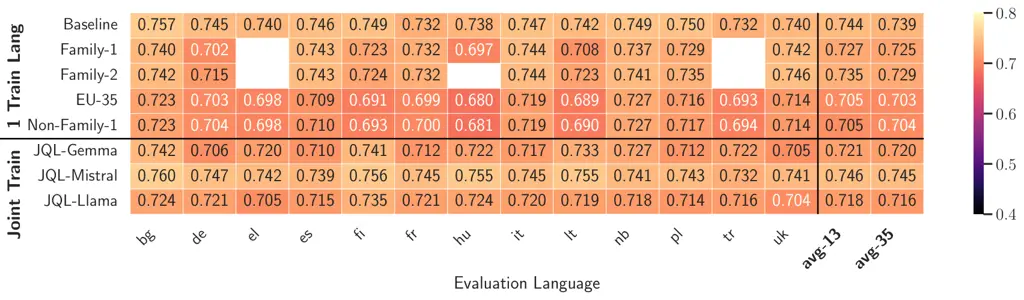 1 Train Lang
Joint Train
Baseline 0.757 0.745 0.740 0.746 0.749 0.732 0.738 0.747 0.742 0.749 0.750 0.732 0.740 0.744 0.739
Family-1 0.740 0.702 0.743 0.723 0.732 0.697 0.744 0.708 0.737 0.729 0.742 0.727 0.725
Family-2 0.742 0.715 0.743 0.724 0.732 0.744 0.723 0.741 0.735 0.746 0.735 0.729
EU-35 0.723 0.703 0.698 0.709 0.691 0.699 0.680 0.719 0.689 0.727 0.716 0.693 0.714 0.705 0.703
Non-Family-1 0.723 0.704 0.698 0.710 0.693 0.700 0.681 0.719 0.690 0.727 0.717 0.694 0.714 0.705 0.704
JQL-Gemma 0.742 0.706 0.720 0.710 0.741 0.712 0.722 0.717 0.733 0.727 0.712 0.722 0.705 0.721 0.720
JQL-Mistral 0.760 0.747 0.742 0.739 0.756 0.745 0.755 0.745 0.755 0.741 0.743 0.732 0.741 0.746 0.745
JQL-Llama 0.724 0.721 0.705 0.715 0.735 0.721 0.724 0.720 0.719 0.718 0.714 0.716 0.704 0.718 0.716
bg de el es fi fr hu it lt nb pl tr uk avg-13 avg-35
Evaluation Language
0.8
0.7
0.6
0.5
0.4